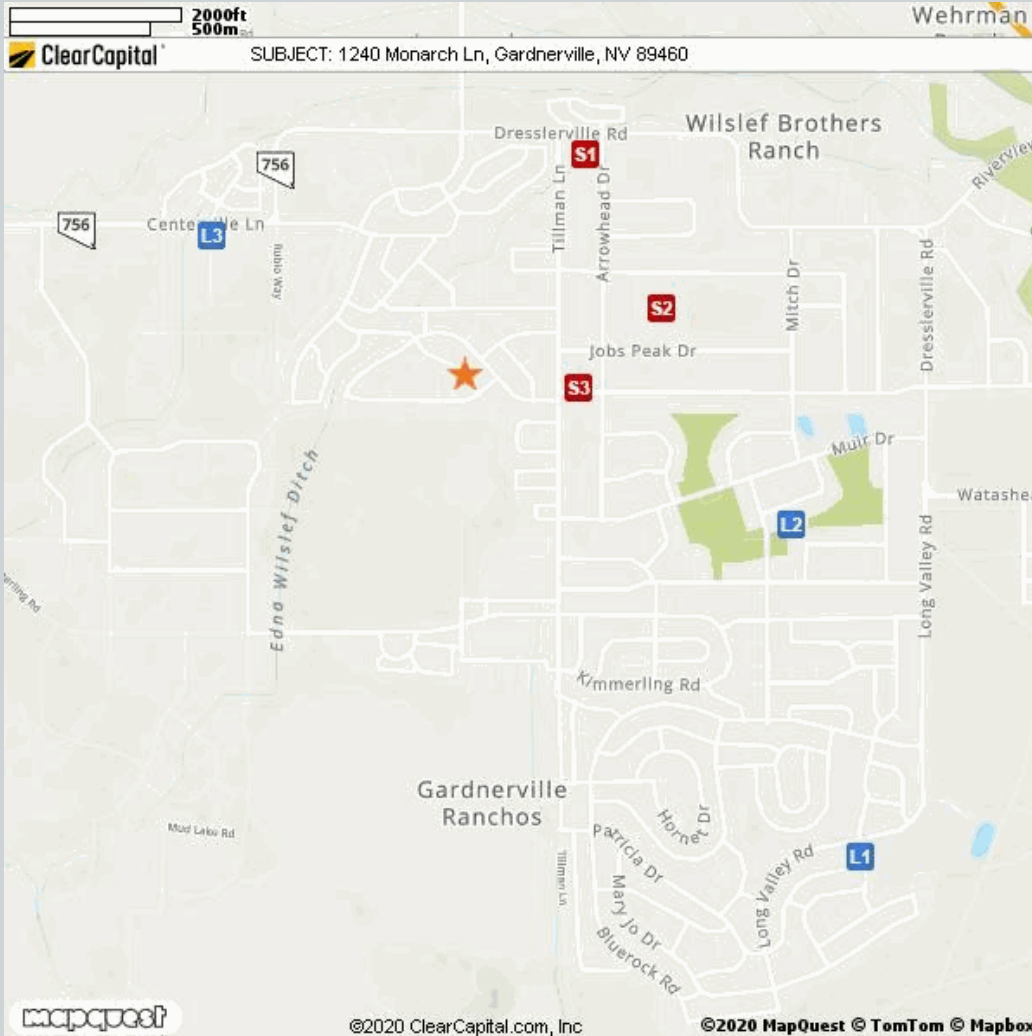 2000ft
500m
Wehrman
ClearCapital
SUBJECT: 1240 Monarch Ln, Gardnerville, NV 89460
Dresslerville Rd
Wilslef Brothers
Ranch
S1
756
Riverview
Tillman Ln
Arrowhead Dr
756
Centerville Ln
L3
Rubio Way
Mitch Dr
Dresslerville Rd
S2
Jobs Peak Dr
S3
Muir Dr
Edna Wilslef Ditch
Watashea
L2
Long Valley Rd
Kimmerling Rd
Gardnerville
Ranchos
Hornet Dr
Mud Lake Rd
Patricia Dr
Long Valley Rd
L1
Tillman Ln
Mary Jo Dr
Bluerock Rd
mapquest
©2020 ClearCapital.com, Inc
©2020 MapQuest © TomTom © Mapbox